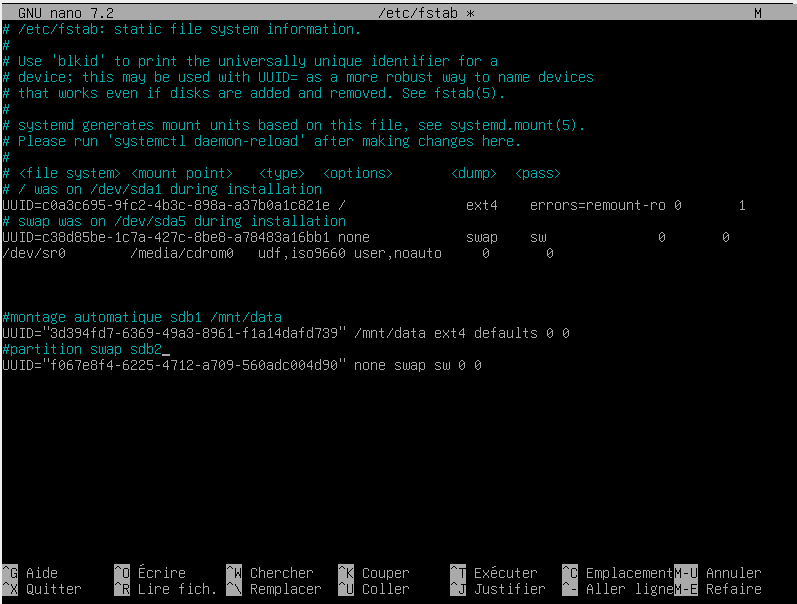 GNU nano 7.2 /etc/fstab * M
# /etc/fstab: static file system information.
#
# Use 'blkid' to print the universally unique identifier for a
# device; this may be used with UUID= as a more robust way to name devices
# that works even if disks are added and removed. See fstab(5).
#
# systemd generates mount units based on this file, see systemd.mount(5).
# Please run 'systemctl daemon-reload' after making changes here.
#
# <file system> <mount point> <type> <options> <dump> <pass>
# / was on /dev/sda1 during installation
UUID=c0a3c695-9fc2-4b3c-898a-a37b0a1c821e / ext4 errors=remount-ro 0 1
# swap was on /dev/sda5 during installation
UUID=c38d85be-1c7a-427c-8be8-a78483a16bb1 none swap sw 0 0
/dev/sr0 /media/cdrom0 udf,iso9660 user,noauto 0 0
#montage automatique sdb1 /mnt/data
UUID="3d394fd7-6369-49a3-8961-f1a14dafd739" /mnt/data ext4 defaults 0 0
#partition swap sdb2_
UUID="f067e8f4-6225-4712-a709-560adc004d90" none swap sw 0 0
^G Aide ^O Écrire ^W Chercher ^K Couper ^T Exécuter ^C Emplacement M-U Annuler
^X Quitter ^R Lire fich. ^\ Remplacer ^U Coller ^J Justifier ^- Aller ligne M-E Refaire